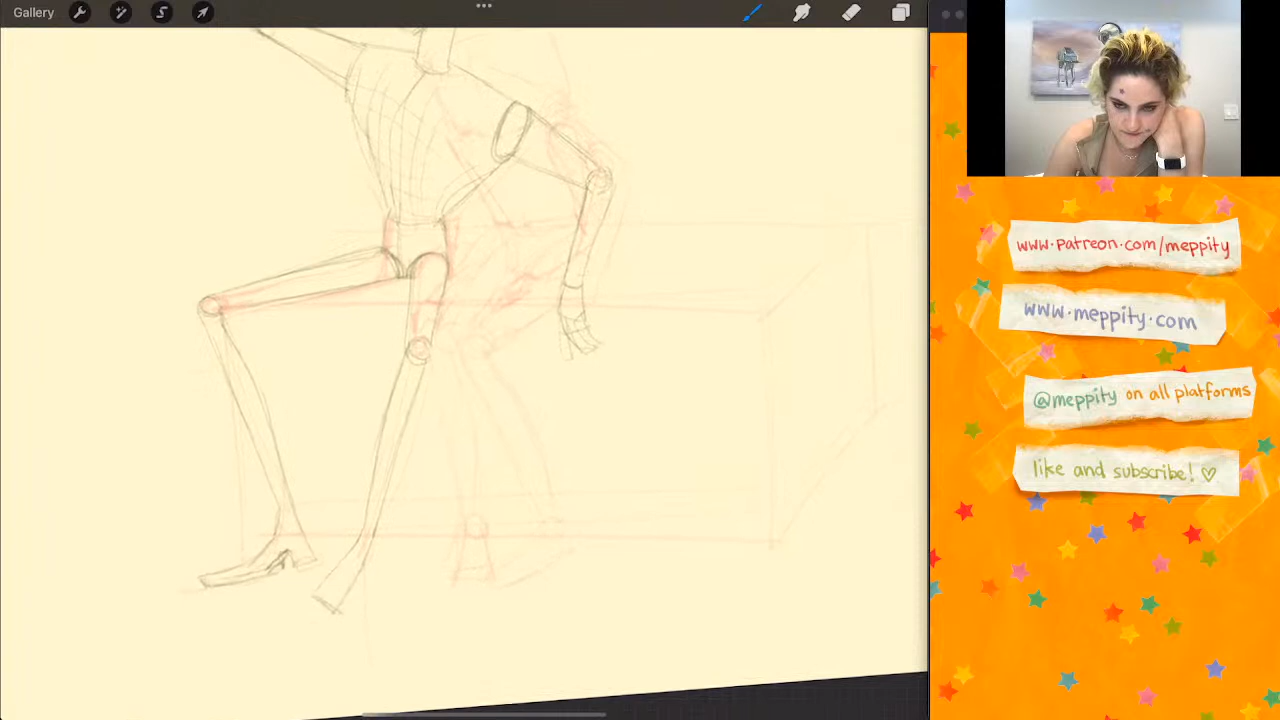 Gallery
www.patreon.com/meppity
www.meppity.com
@meppity on all platforms
like and subscribe! ♡